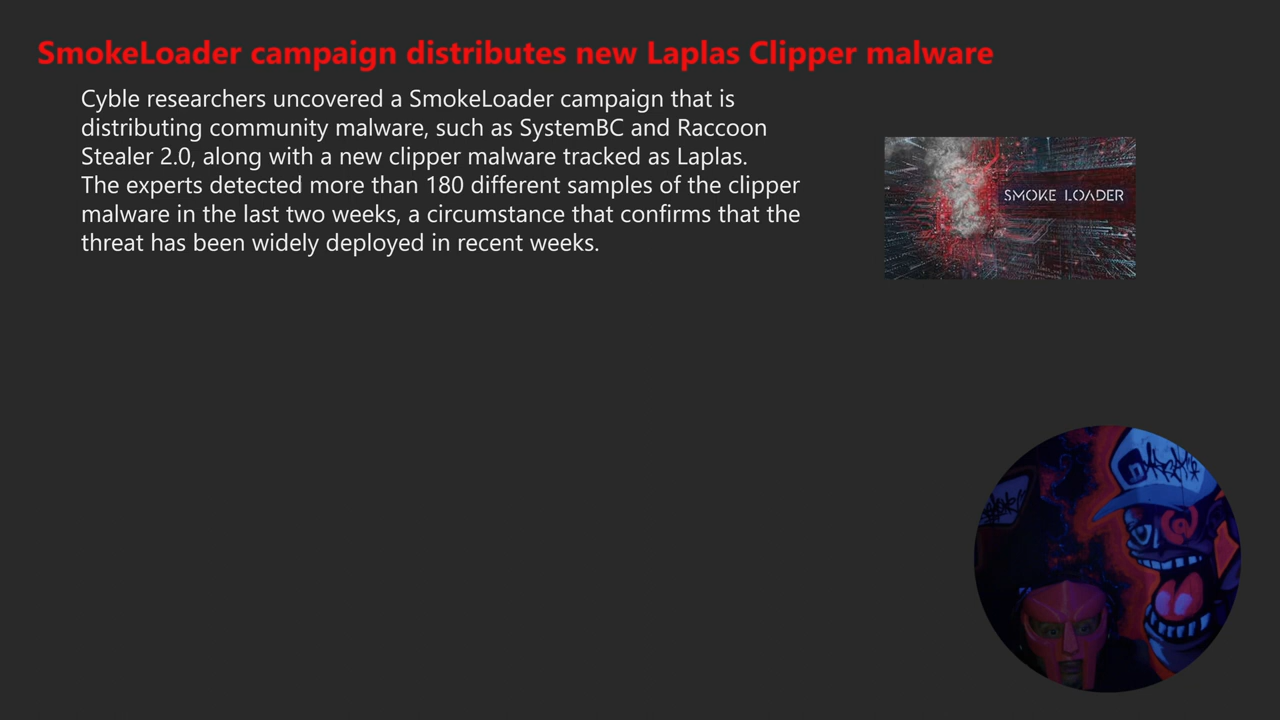 SmokeLoader campaign distributes new Laplas Clipper malware
Cyble researchers uncovered a SmokeLoader campaign that is
distributing community malware, such as SystemBC and Raccoon
Stealer 2.0, along with a new clipper malware tracked as Laplas.
The experts detected more than 180 different samples of the clipper
malware in the last two weeks, a circumstance that confirms that the
threat has been widely deployed in recent weeks.
SMOKE LOADER